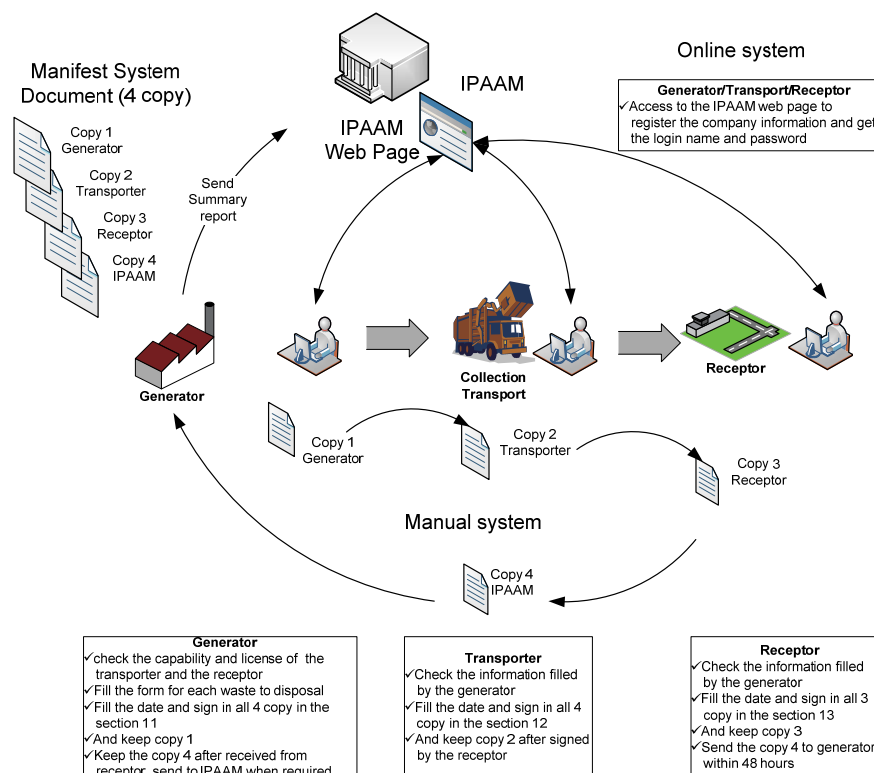 Manifest System
Document (4 copy)
Copy 1
Generator
Copy 2
Transporter
Copy 3
Receptor
Copy 4
IPAAM
Send
Summary
report
IPAAM
IPAAM
Web Page
Online system
Generator/Transport/Receptor
✓Access to the IPAAM web page to
register the company information and get
the login name and password
Generator
Collection
Transport
Receptor
Copy 1
Generator
Copy 2
Transporter
Copy 3
Receptor
Manual system
Copy 4
IPAAM
Generator
✓check the capability and license of the
transporter and the receptor
✓Fill the form for each waste to disposal
✓Fill the date and sign in all 4 copy in the
section 11
✓And keep copy 1
✓Keep the copy 4 after received from
receptor, send to IPAAM when required
Transporter
✓Check the information filled
by the generator
✓Fill the date and sign in all 4
copy in the section 12
✓And keep copy 2 after signed
by the receptor
Receptor
✓Check the information filled
by the generator
✓Fill the date and sign in all 3
copy in the section 13
✓And keep copy 3
✓Send the copy 4 to generator
within 48 hours